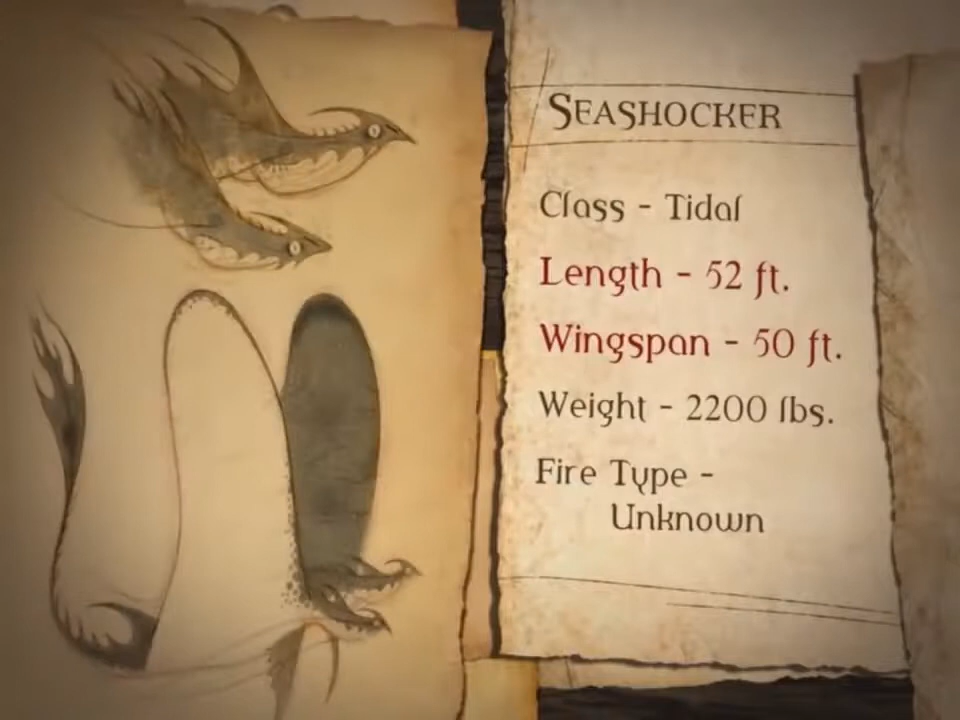 SEASHOCKER
Class - Tidal
Length - 52 ft.
Wingspan - 50 ft.
Weight - 2200 lbs.
Fire Type -
Unknown